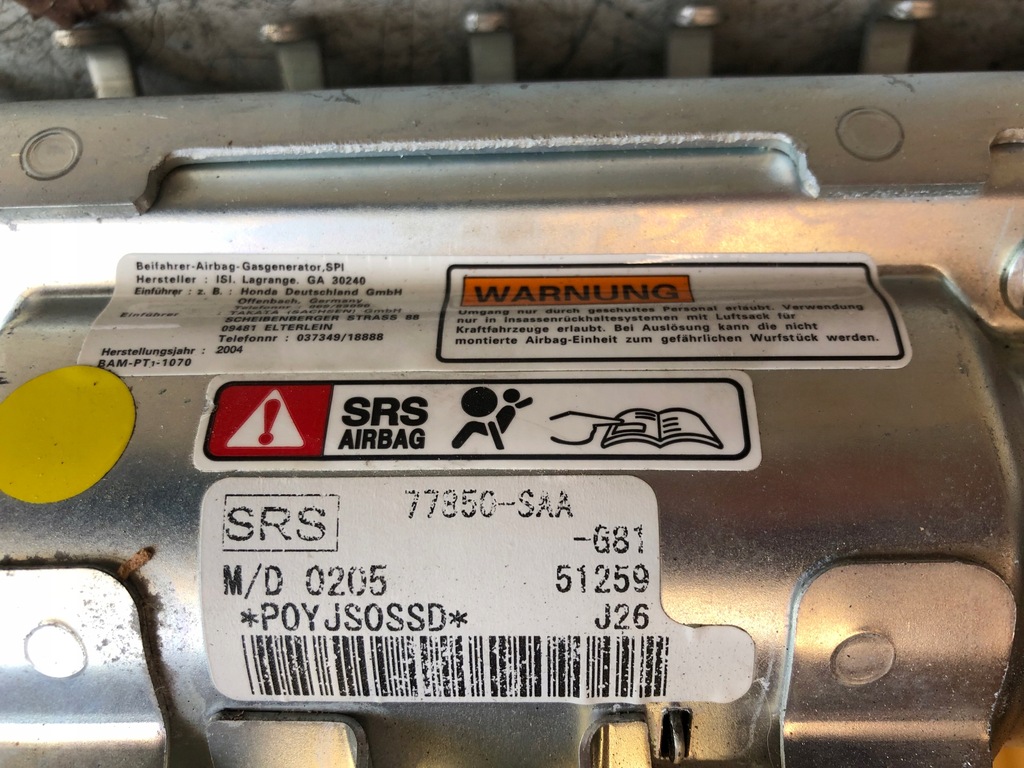 Beifahrer-Airbag-Gasgenerator,SPI
Hersteller : ISI. Lagrange. GA 30240
Einführer : z. B. : Honda Deutschland GmbH
Offenbach. Germany
Einführer : TAKATA (SACHSEN) GmbH
SCHEIBENBERGER STRASS 88
09481 ELTERLEIN
Telefonnr : 037349/18888
Herstellungsjahr : 2004
BAM-PT1-1070
WARNUNG
Umgang nur durch geschultes Personal erlaubt. Verwendung
nur in Insassenrückhaltesystemen mit Luftsack für
Kraftfahrzeuge erlaubt. Bei Auslösung kann die nicht
montierte Airbag-Einheit zum gefährlichen Wurfstück werden.
SRS
AIRBAG
SRS
77850-SAA
-G81
M/D 0205
51259
*P0YJS0SSD*
J26